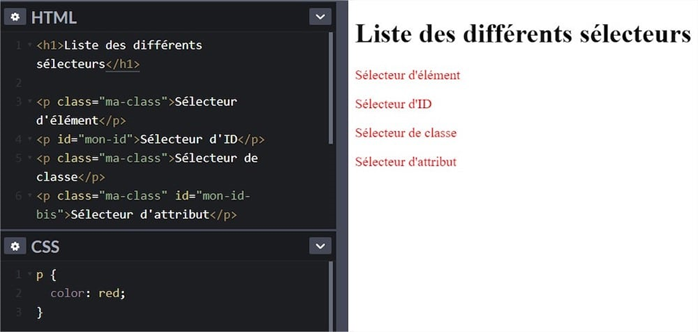 HTML
1 <h1>Liste des différents
sélecteurs</h1>
2
3 <p class="ma-class">Sélecteur
d'élément</p>
4 <p id="mon-id">Sélecteur d'ID</p>
5 <p class="ma-class">Sélecteur de
classe</p>
6 <p class="ma-class" id="mon-id-
bis">Sélecteur d'attribut</p>
CSS
1 p {
2 color: red;
3 }
Liste des différents sélecteurs
Sélecteur d'élément
Sélecteur d'ID
Sélecteur de classe
Sélecteur d'attribut